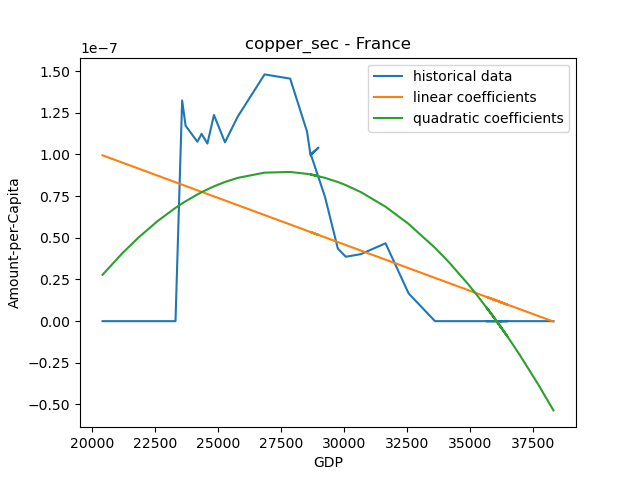 copper_sec - France
1e−7
historical data
linear coefficients
quadratic coefficients
1.50
1.25
1.00
0.75
0.50
0.25
0.00
−0.25
−0.50
Amount-per-Capita
20000 22500 25000 27500 30000 32500 35000 37500
GDP